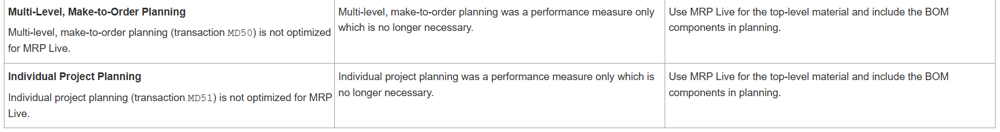 Multi-Level, Make-to-Order Planning
Multi-level, make-to-order planning (transaction MD50) is not optimized
for MRP Live.
Multi-level, make-to-order planning was a performance measure only
which is no longer necessary.
Use MRP Live for the top-level material and include the BOM
components in planning.
Individual Project Planning
Individual project planning (transaction MD51) is not optimized for MRP
Live.
Individual project planning was a performance measure only which is
no longer necessary.
Use MRP Live for the top-level material and include the BOM
components in planning.